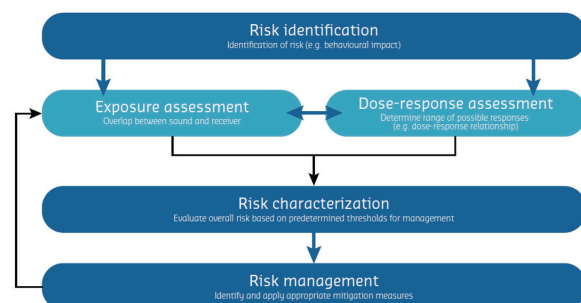 Risk identification
Identification of risk (e.g. behavioural impact)
Exposure assessment
Overlap between sound and receiver
Dose-response assessment
Determine range of possible responses
(e.g. dose-response relationship)
Risk characterization
Evaluate overall risk based on predetermined thresholds for management
Risk management
Identify and apply appropriate mitigation measures